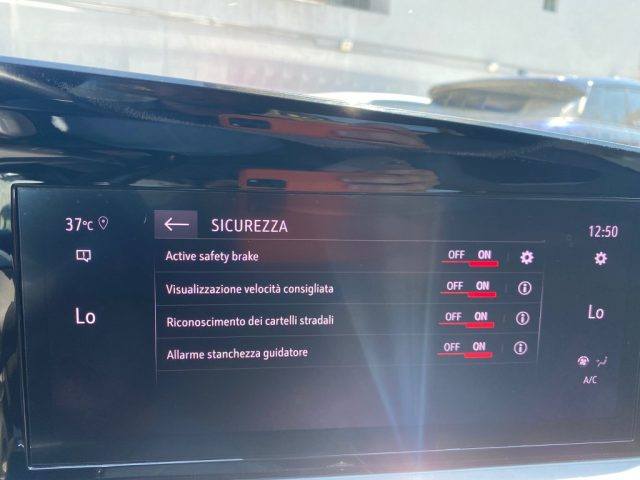 37°C
SICUREZZA
12:50
Active safety brake OFF ON
Visualizzazione velocità consigliata OFF ON
Lo
Riconoscimento dei cartelli stradali OFF ON
Lo
Allarme stanchezza guidatore OFF ON
A/C